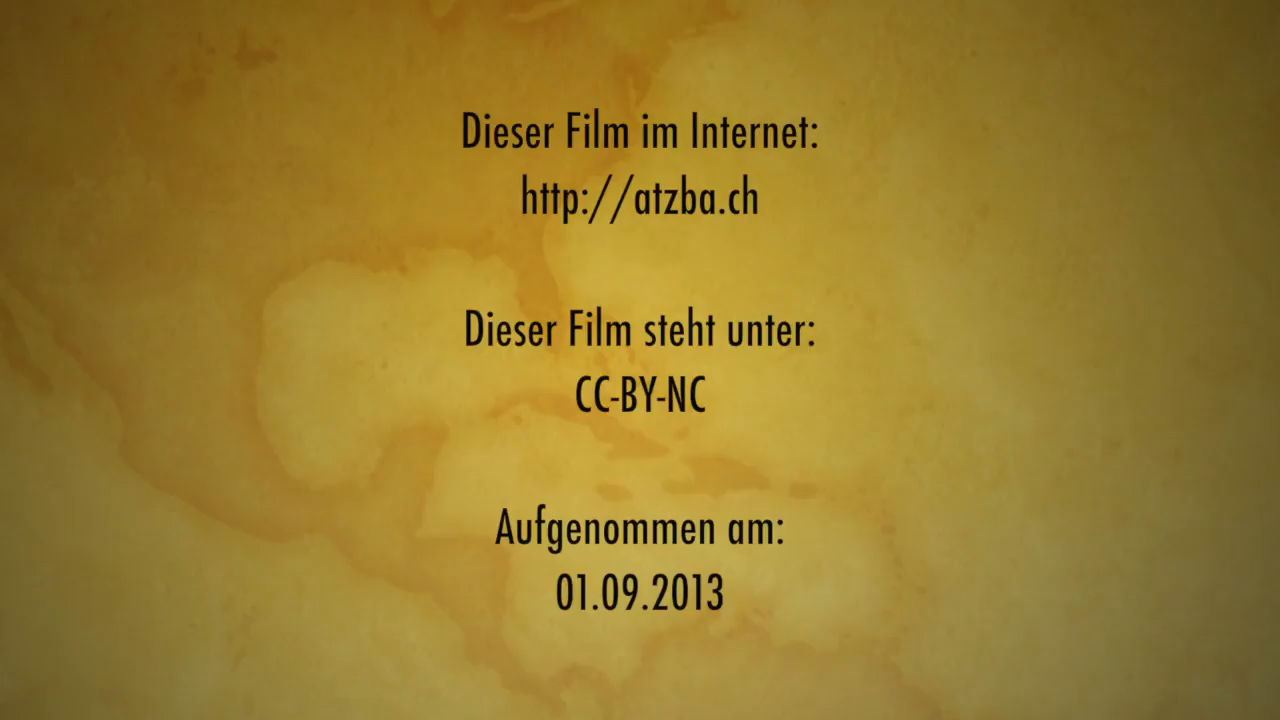 Dieser Film im Internet:
http://atzba.ch
Dieser Film steht unter:
CC-BY-NC
Aufgenommen am:
01.09.2013